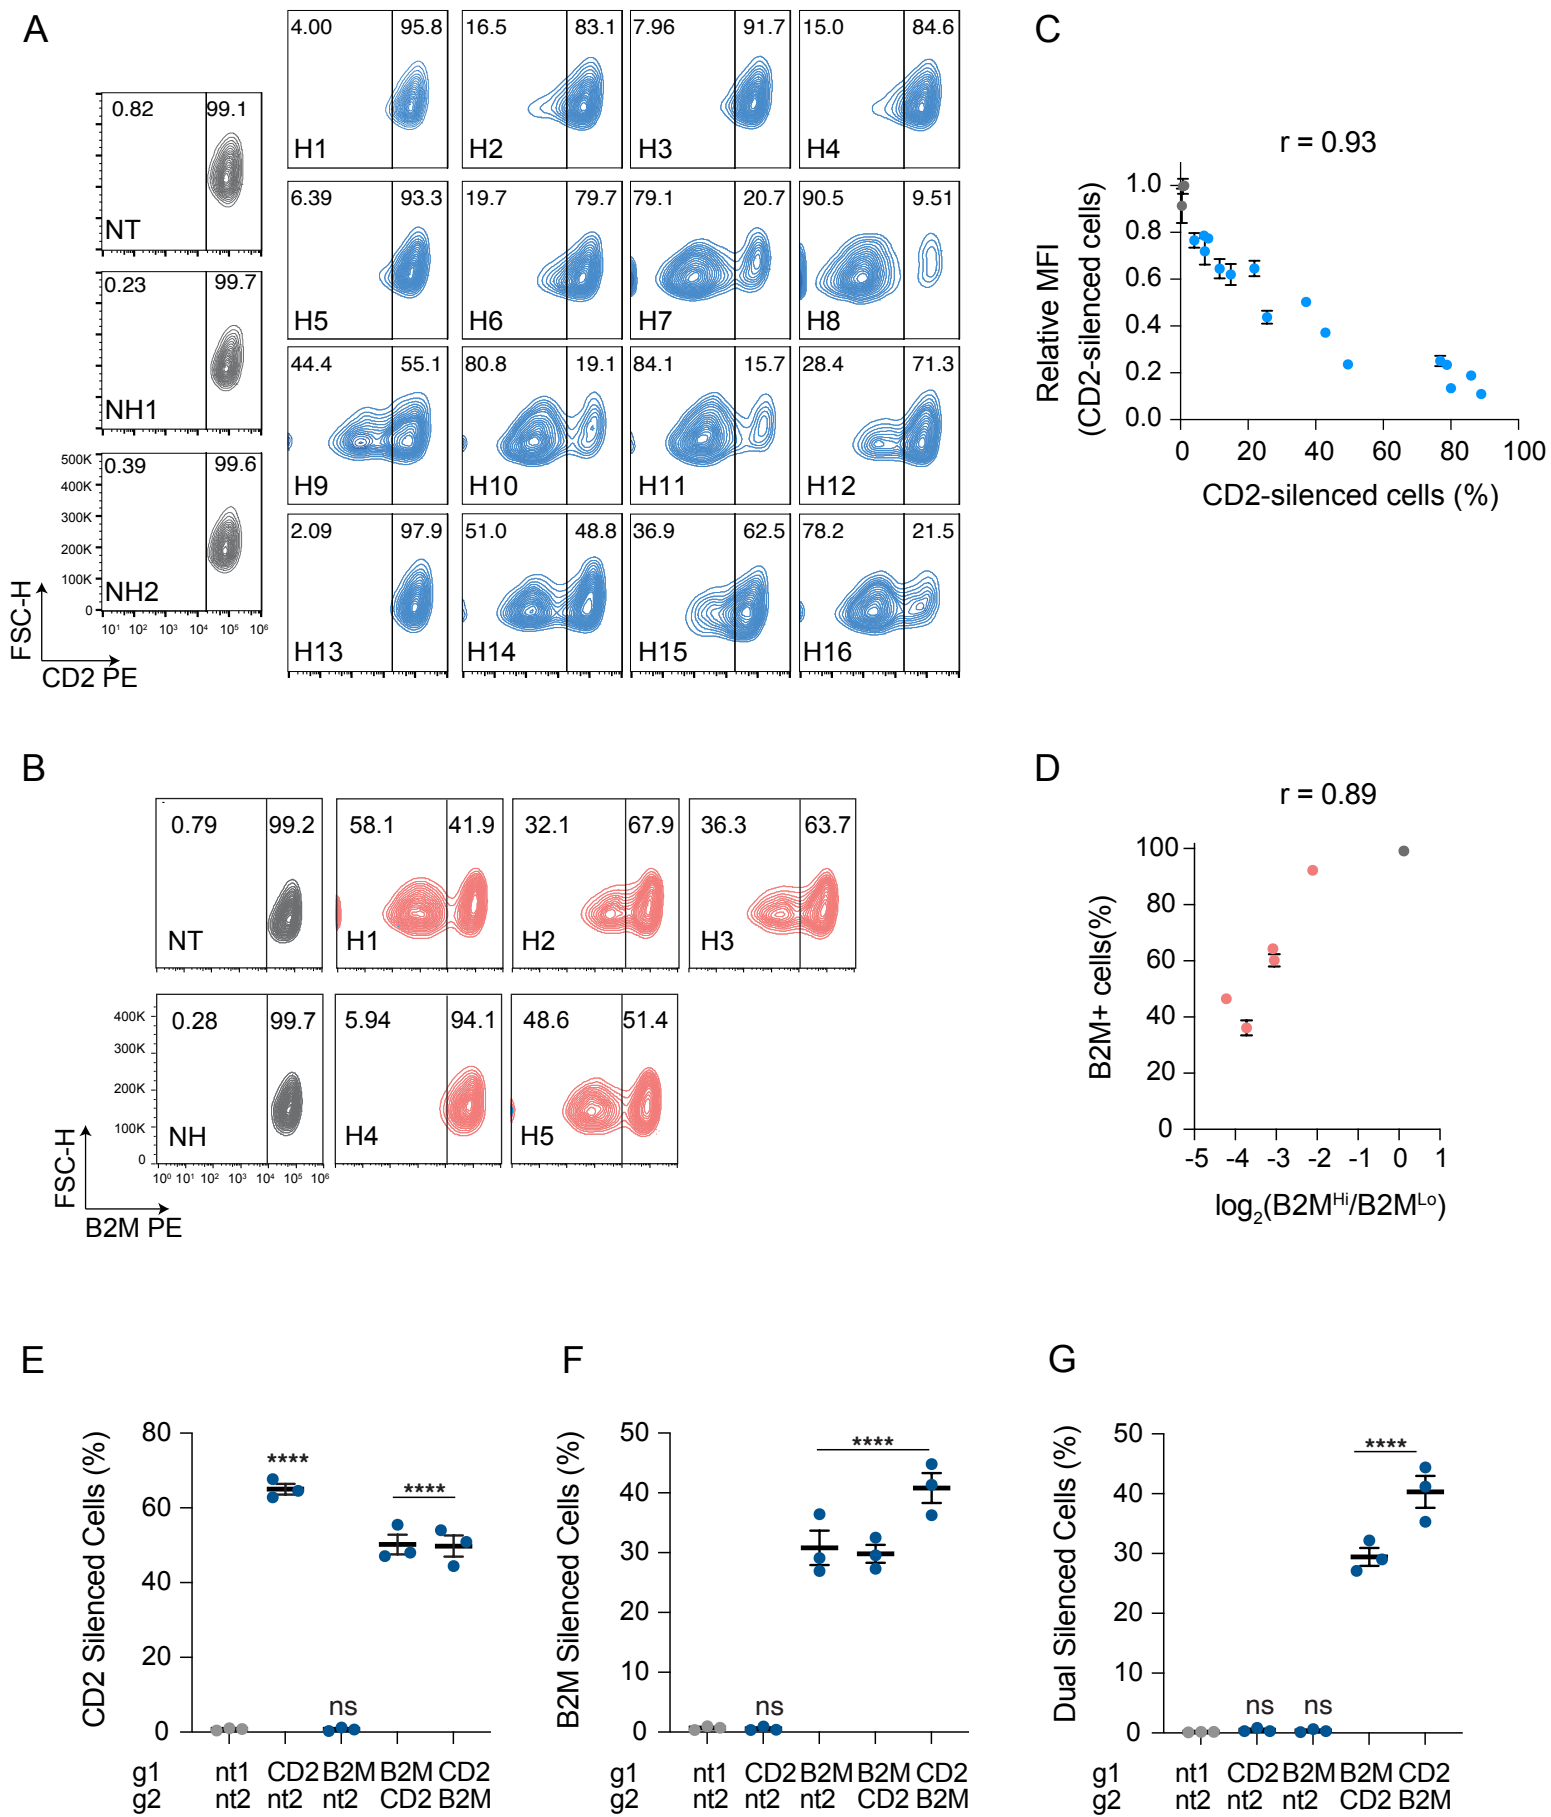 A
0.82 99.1
NT
0.23 99.7
NH1
0.39 99.6
NH2
500K
400K
300K
200K
100K
0
10¹ 10² 10³ 10⁴ 10⁵ 10⁶
FSC-H
CD2 PE
4.00 95.8
H1
16.5 83.1
H2
7.96 91.7
H3
15.0 84.6
H4
6.39 93.3
H5
19.7 79.7
H6
79.1 20.7
H7
90.5 9.51
H8
44.4 55.1
H9
80.8 19.1
H10
84.1 15.7
H11
28.4 71.3
H12
2.09 97.9
H13
51.0 48.8
H14
36.9 62.5
H15
78.2 21.5
H16
C
r = 0.93
Relative MFI
(CD2-silenced cells)
1.0
0.8
0.6
0.4
0.2
0.0
0 20 40 60 80 100
CD2-silenced cells (%)
B
0.79 99.2
NT
58.1 41.9
H1
32.1 67.9
H2
36.3 63.7
H3
0.28 99.7
NH
5.94 94.1
H4
48.6 51.4
H5
400K
300K
200K
100K
0
10⁰ 10¹ 10² 10³ 10⁴ 10⁵ 10⁶
FSC-H
B2M PE
D
r = 0.89
B2M+ cells(%)
100
80
60
40
20
0
-5 -4 -3 -2 -1 0 1
log₂(B2Mᴴⁱ/B2Mᴸᵒ)
E
CD2 Silenced Cells (%)
80
60
40
20
0
**** ns ****
g1 nt1 CD2 B2M B2M CD2
g2 nt2 nt2 nt2 CD2 B2M
F
B2M Silenced Cells (%)
50
40
30
20
10
0
ns ****
g1 nt1 CD2 B2M B2M CD2
g2 nt2 nt2 nt2 CD2 B2M
G
Dual Silenced Cells (%)
50
40
30
20
10
0
ns ns ****
g1 nt1 CD2 B2M B2M CD2
g2 nt2 nt2 nt2 CD2 B2M